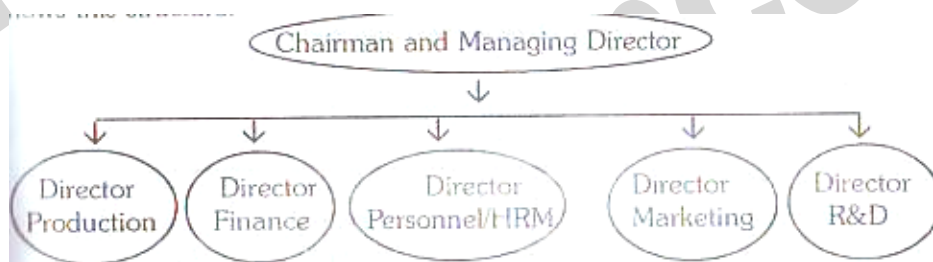 Chairman and Managing Director
Director
Production
Director
Finance
Director
Personnel/HRM
Director
Marketing
Director
R&D